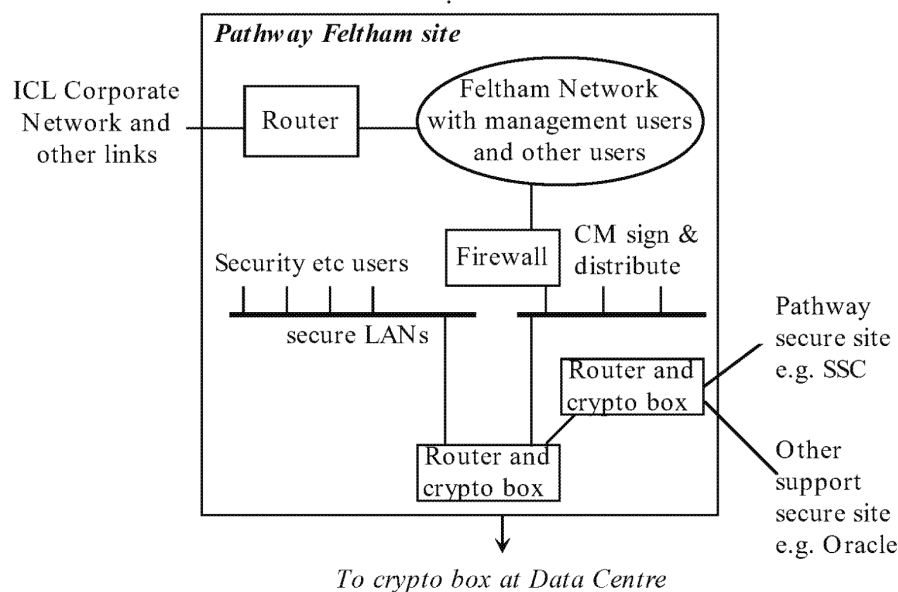 Pathway Feltham site
ICL Corporate
Network and
other links
Router
Feltham Network
with management users
and other users
Firewall
CM sign &
distribute
Security etc users
secure LANs
Pathway
secure site
e.g. SSC
Router and
crypto box
Router and
crypto box
Other
support
secure site
e.g. Oracle
To crypto box at Data Centre